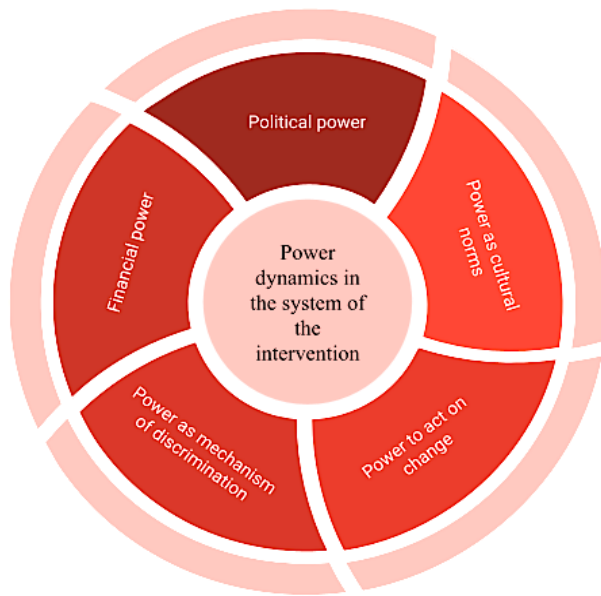 Political power
Power as cultural
norms
Power to act on
change
Power as mechanism
of discrimination
Financial power
Power
dynamics in
the system of
the
intervention